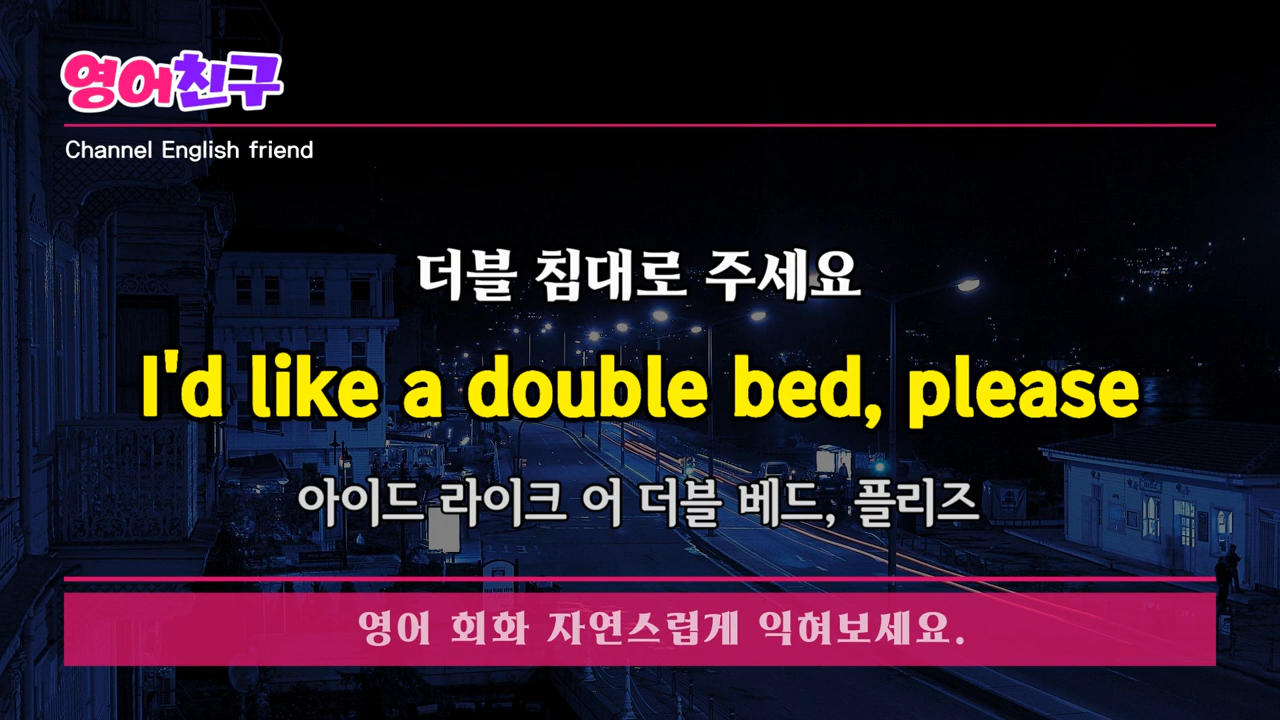 영어친구
Channel English friend
더블 침대로 주세요
I'd like a double bed, please
아이드 라이크 어 더블 베드, 플리즈
영어 회화 자연스럽게 익혀보세요.